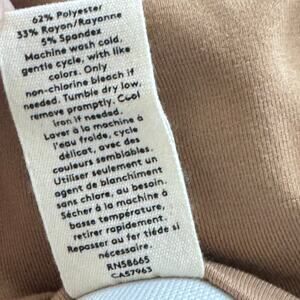 62% Polyester
33% Rayon/Rayonne
5% Spandex
Machine wash cold,
gentle cycle, with like
colors. Only
non-chlorine bleach if
needed. Tumble dry low,
remove promptly. Cool
iron if needed.
Laver à la machine à
l'eau froide, cycle
délicat, avec des
couleurs semblables.
Utiliser seulement un
agent de blanchiment
sans chlore, au besoin.
Sécher à la machine à
basse température,
retirer rapidement.
Repasser au fer tiède si
nécessaire.
RN58665
CA57963